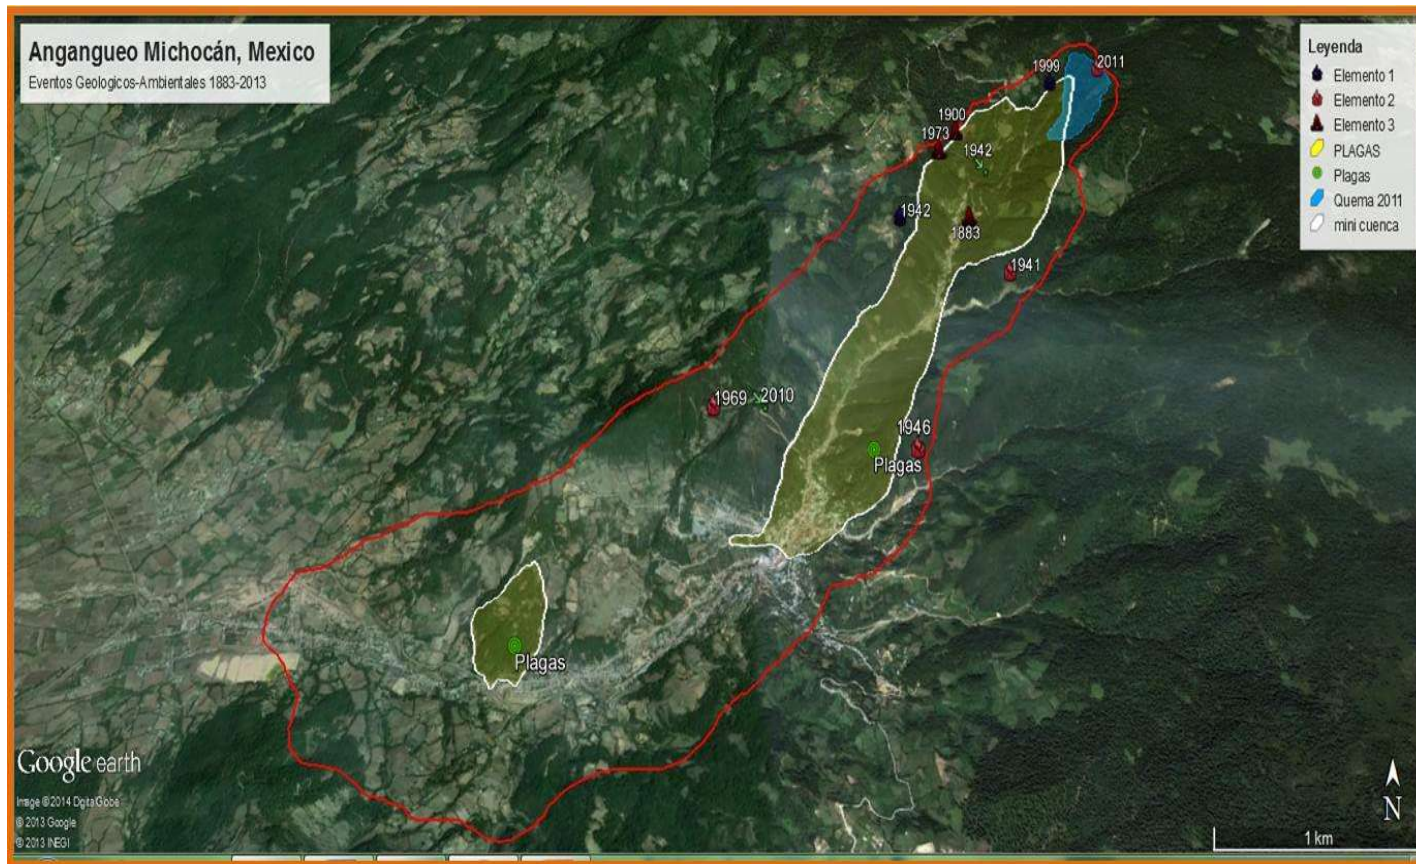 Angangueo Michocán, Mexico
Eventos Geologicos-Ambientales 1883-2013
Leyenda
Elemento 1
Elemento 2
Elemento 3
PLAGAS
Plagas
Quema 2011
mini cuenca
1999
2011
1900
1973
1942
1942
1883
1941
1969
2010
1946
Plagas
Plagas
Google earth
Image © 2014 DigitalGlobe
© 2013 Google
© 2013 INEGI
N
1 km